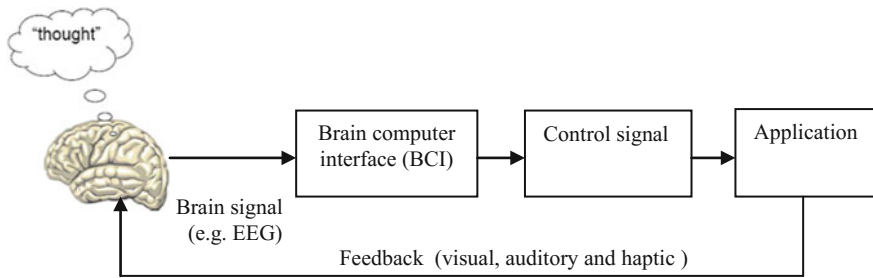 “thought”
Brain computer
interface (BCI)
Control signal
Application
Brain signal
(e.g. EEG)
Feedback (visual, auditory and haptic )